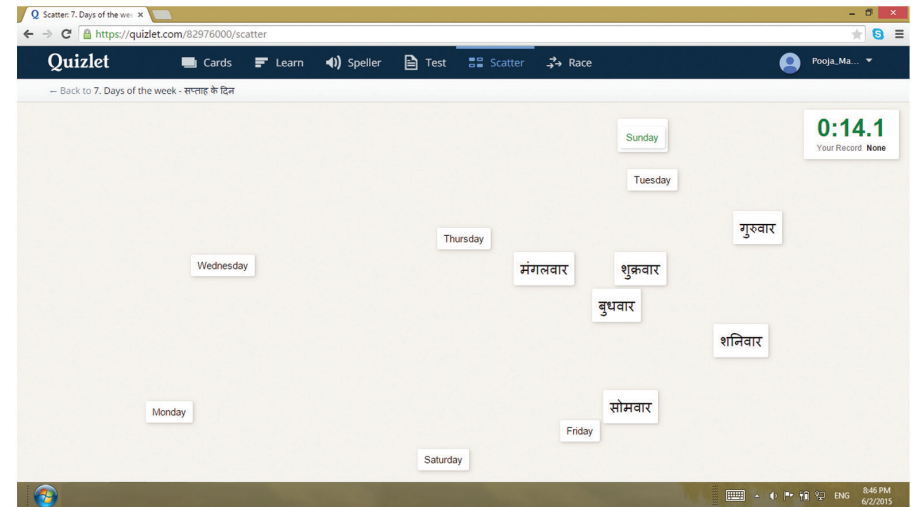 Scatter: 7. Days of the wee
https://quizlet.com/82976000/scatter
Quizlet Cards Learn Speller Test Scatter Race Pooja_Ma...
← Back to 7. Days of the week - सप्ताह के दिन
0:14.1
Your Record None
Sunday
Tuesday
गुरुवार
Thursday
Wednesday
मंगलवार
शुक्रवार
बुधवार
शनिवार
सोमवार
Monday
Friday
Saturday
ENG
8:46 PM
6/2/2015